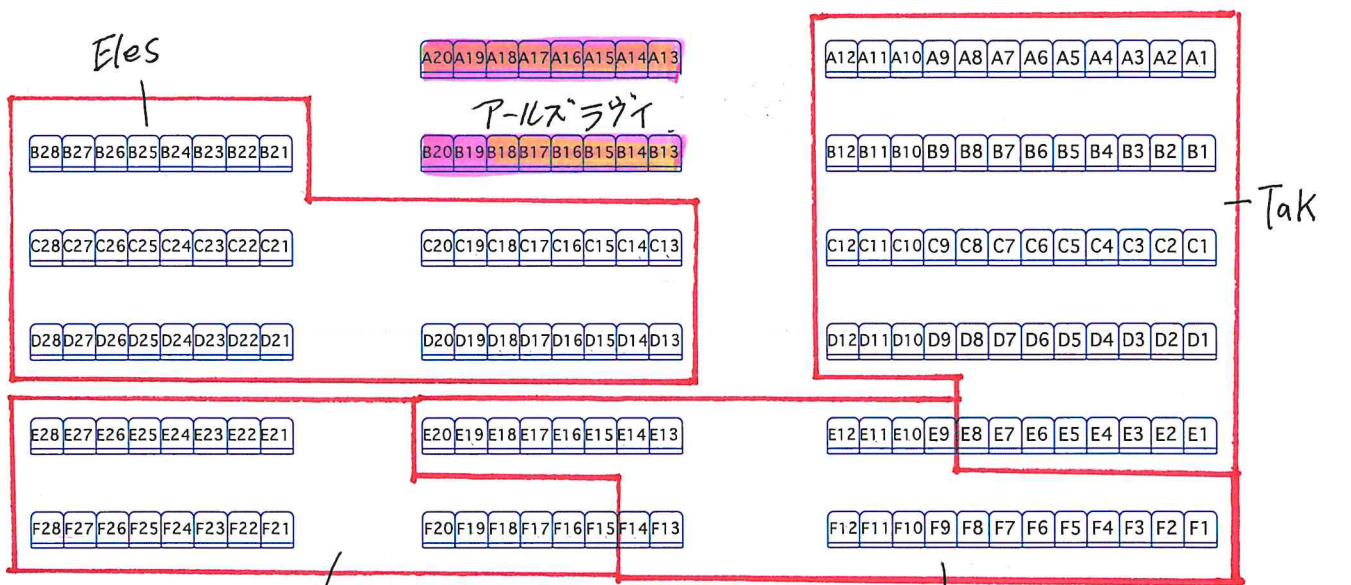 Eles
A20 A19 A18 A17 A16 A15 A14 A13
A12 A11 A10 A9 A8 A7 A6 A5 A4 A3 A2 A1
アールズラヴィ
B28 B27 B26 B25 B24 B23 B22 B21
B20 B19 B18 B17 B16 B15 B14 B13
B12 B11 B10 B9 B8 B7 B6 B5 B4 B3 B2 B1
Tak
C28 C27 C26 C25 C24 C23 C22 C21
C20 C19 C18 C17 C16 C15 C14 C13
C12 C11 C10 C9 C8 C7 C6 C5 C4 C3 C2 C1
D28 D27 D26 D25 D24 D23 D22 D21
D20 D19 D18 D17 D16 D15 D14 D13
D12 D11 D10 D9 D8 D7 D6 D5 D4 D3 D2 D1
E28 E27 E26 E25 E24 E23 E22 E21
E20 E19 E18 E17 E16 E15 E14 E13
E12 E11 E10 E9 E8 E7 E6 E5 E4 E3 E2 E1
F28 F27 F26 F25 F24 F23 F22 F21
F20 F19 F18 F17 F16 F15 F14 F13
F12 F11 F10 F9 F8 F7 F6 F5 F4 F3 F2 F1